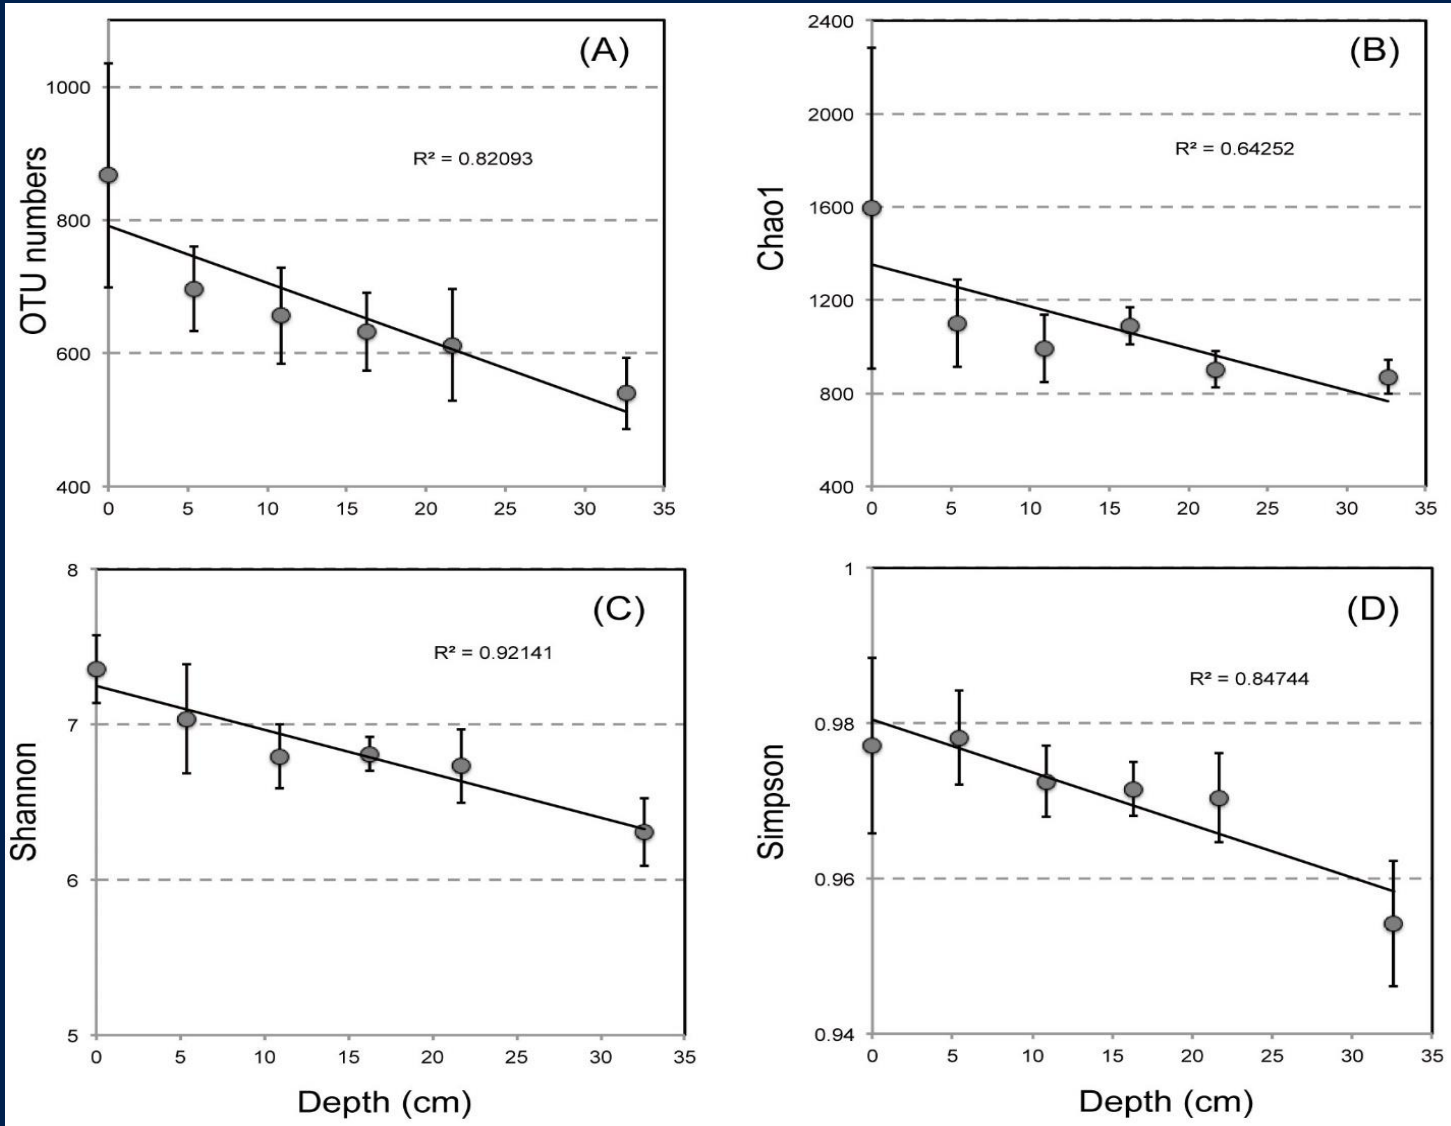 (A)
1000
800
600
400
OTU numbers
R² = 0.82093
0 5 10 15 20 25 30 35
(B)
2400
2000
1600
1200
800
400
Chao1
R² = 0.64252
0 5 10 15 20 25 30 35
(C)
8
7
6
5
Shannon
R² = 0.92141
0 5 10 15 20 25 30 35
Depth (cm)
(D)
1
0.98
0.96
0.94
Simpson
R² = 0.84744
0 5 10 15 20 25 30 35
Depth (cm)